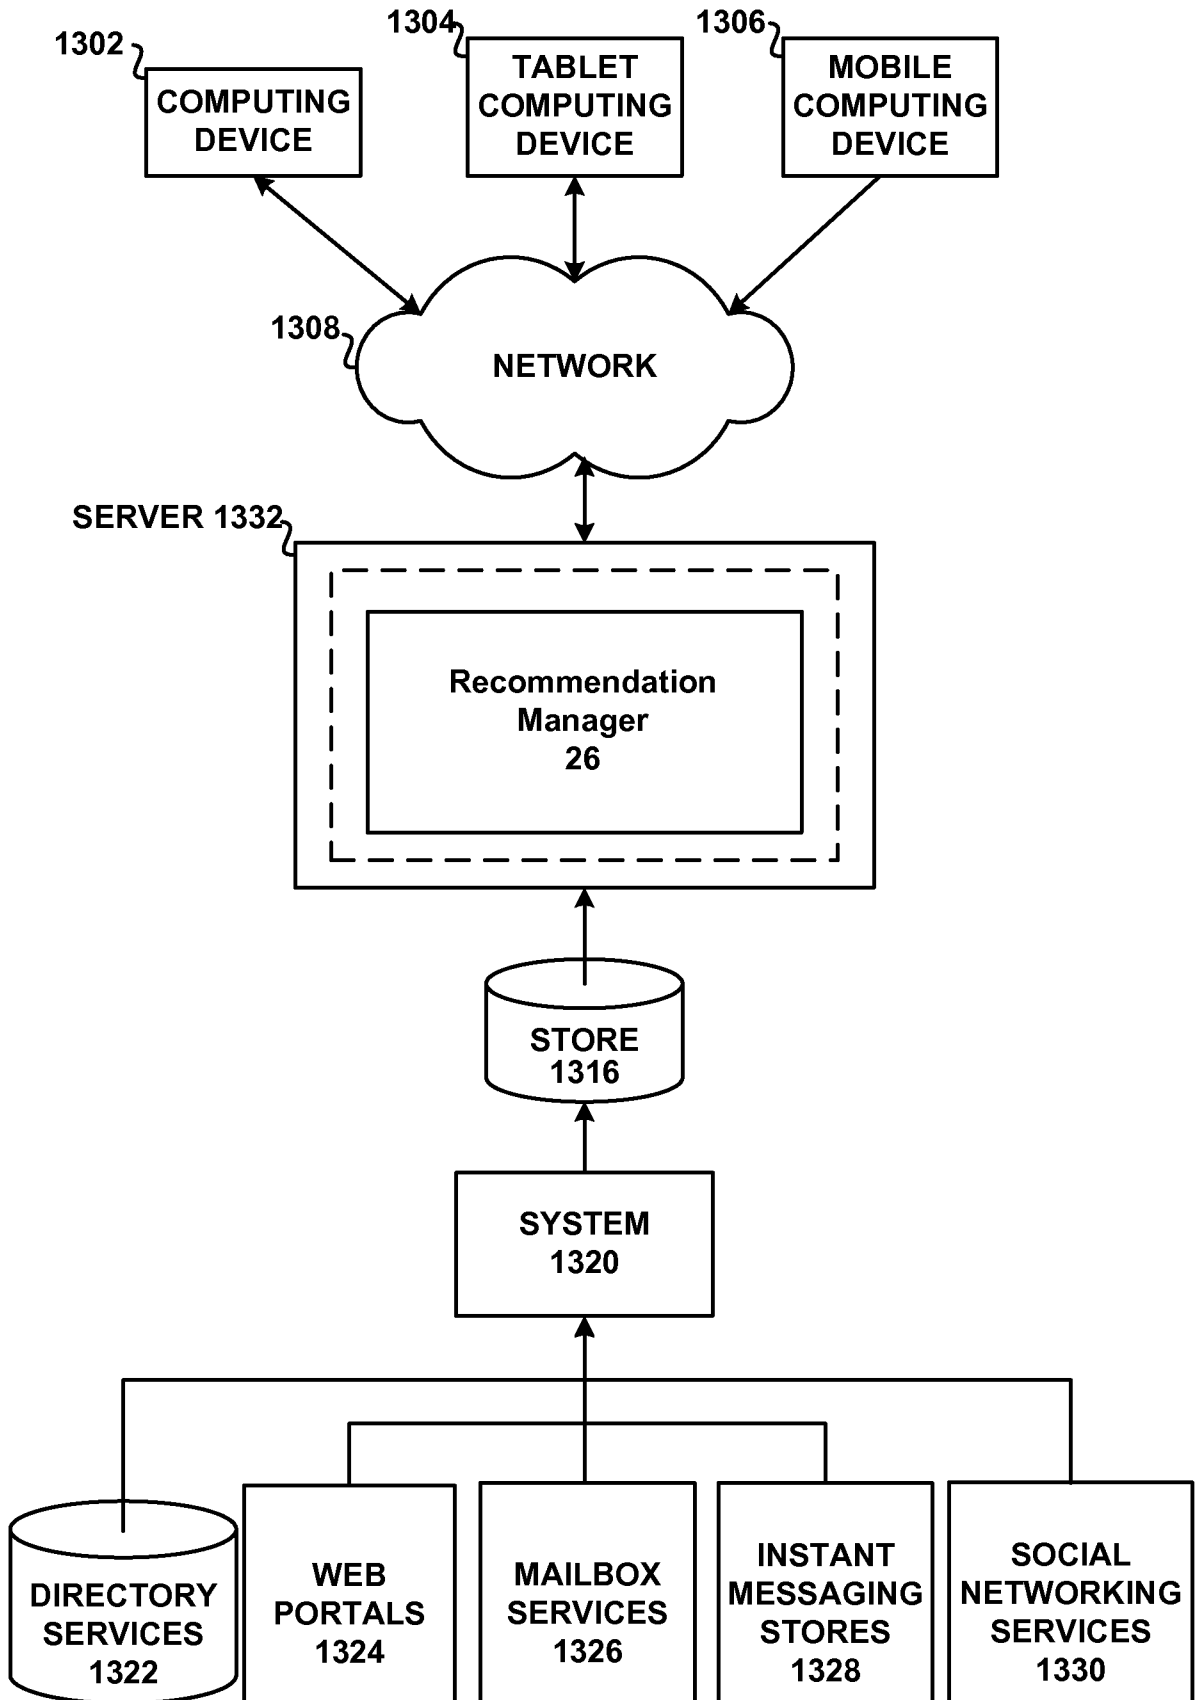 1302
1304
1306
COMPUTING
DEVICE
TABLET
COMPUTING
DEVICE
MOBILE
COMPUTING
DEVICE
1308
NETWORK
SERVER 1332
Recommendation
Manager
26
STORE
1316
SYSTEM
1320
DIRECTORY
SERVICES
1322
WEB
PORTALS
1324
MAILBOX
SERVICES
1326
INSTANT
MESSAGING
STORES
1328
SOCIAL
NETWORKING
SERVICES
1330